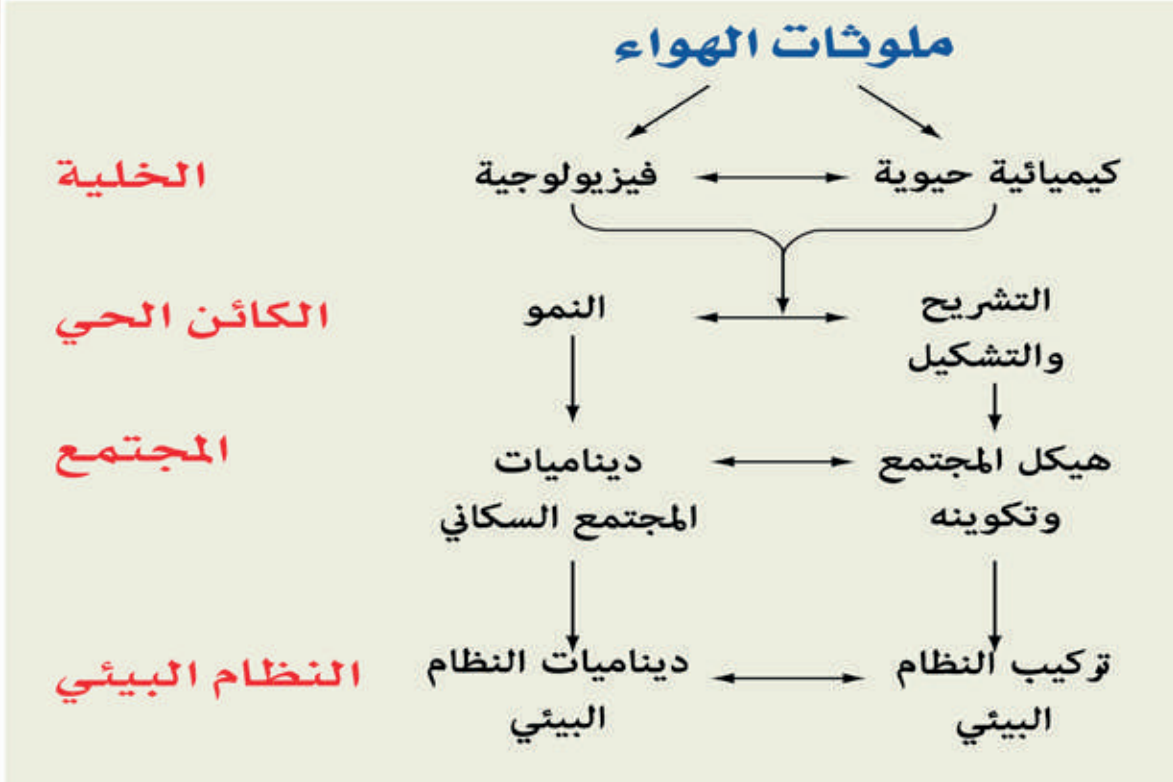 ملوثات الهواء
كيميائية حيوية
فيزيولوجية
الخلية
التشريح
والتشكيل
النمو
الكائن الحي
هيكل المجتمع
وتكوينه
ديناميات
المجتمع السكاني
المجتمع
تركيب النظام
البيئي
ديناميات النظام
البيئي
النظام البيئي